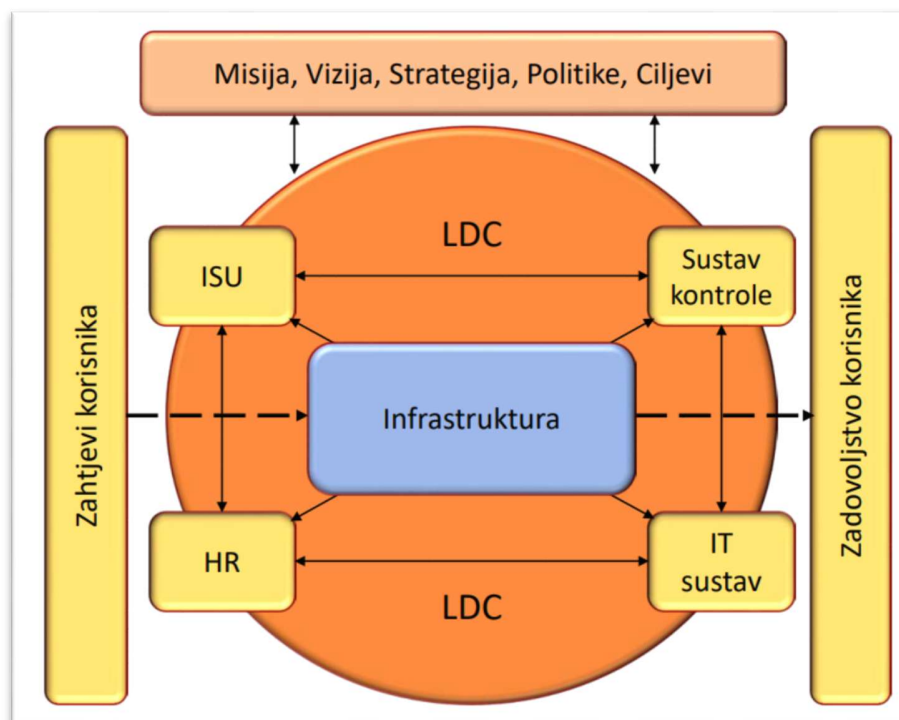 Misija, Vizija, Strategija, Politike, Ciljevi
Zahtjevi korisnika
LDC
ISU
Sustav
kontrole
Infrastruktura
HR
IT
sustav
LDC
Zadovoljstvo korisnika